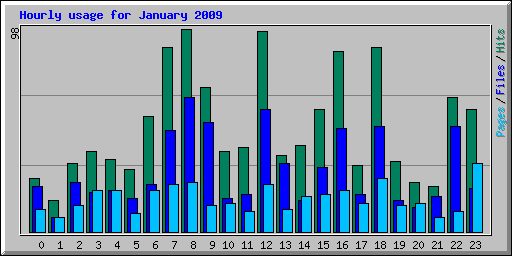 Hourly usage for January 2009
98
Pages / Files / Hits
0 1 2 3 4 5 6 7 8 9 10 11 12 13 14 15 16 17 18 19 20 21 22 23